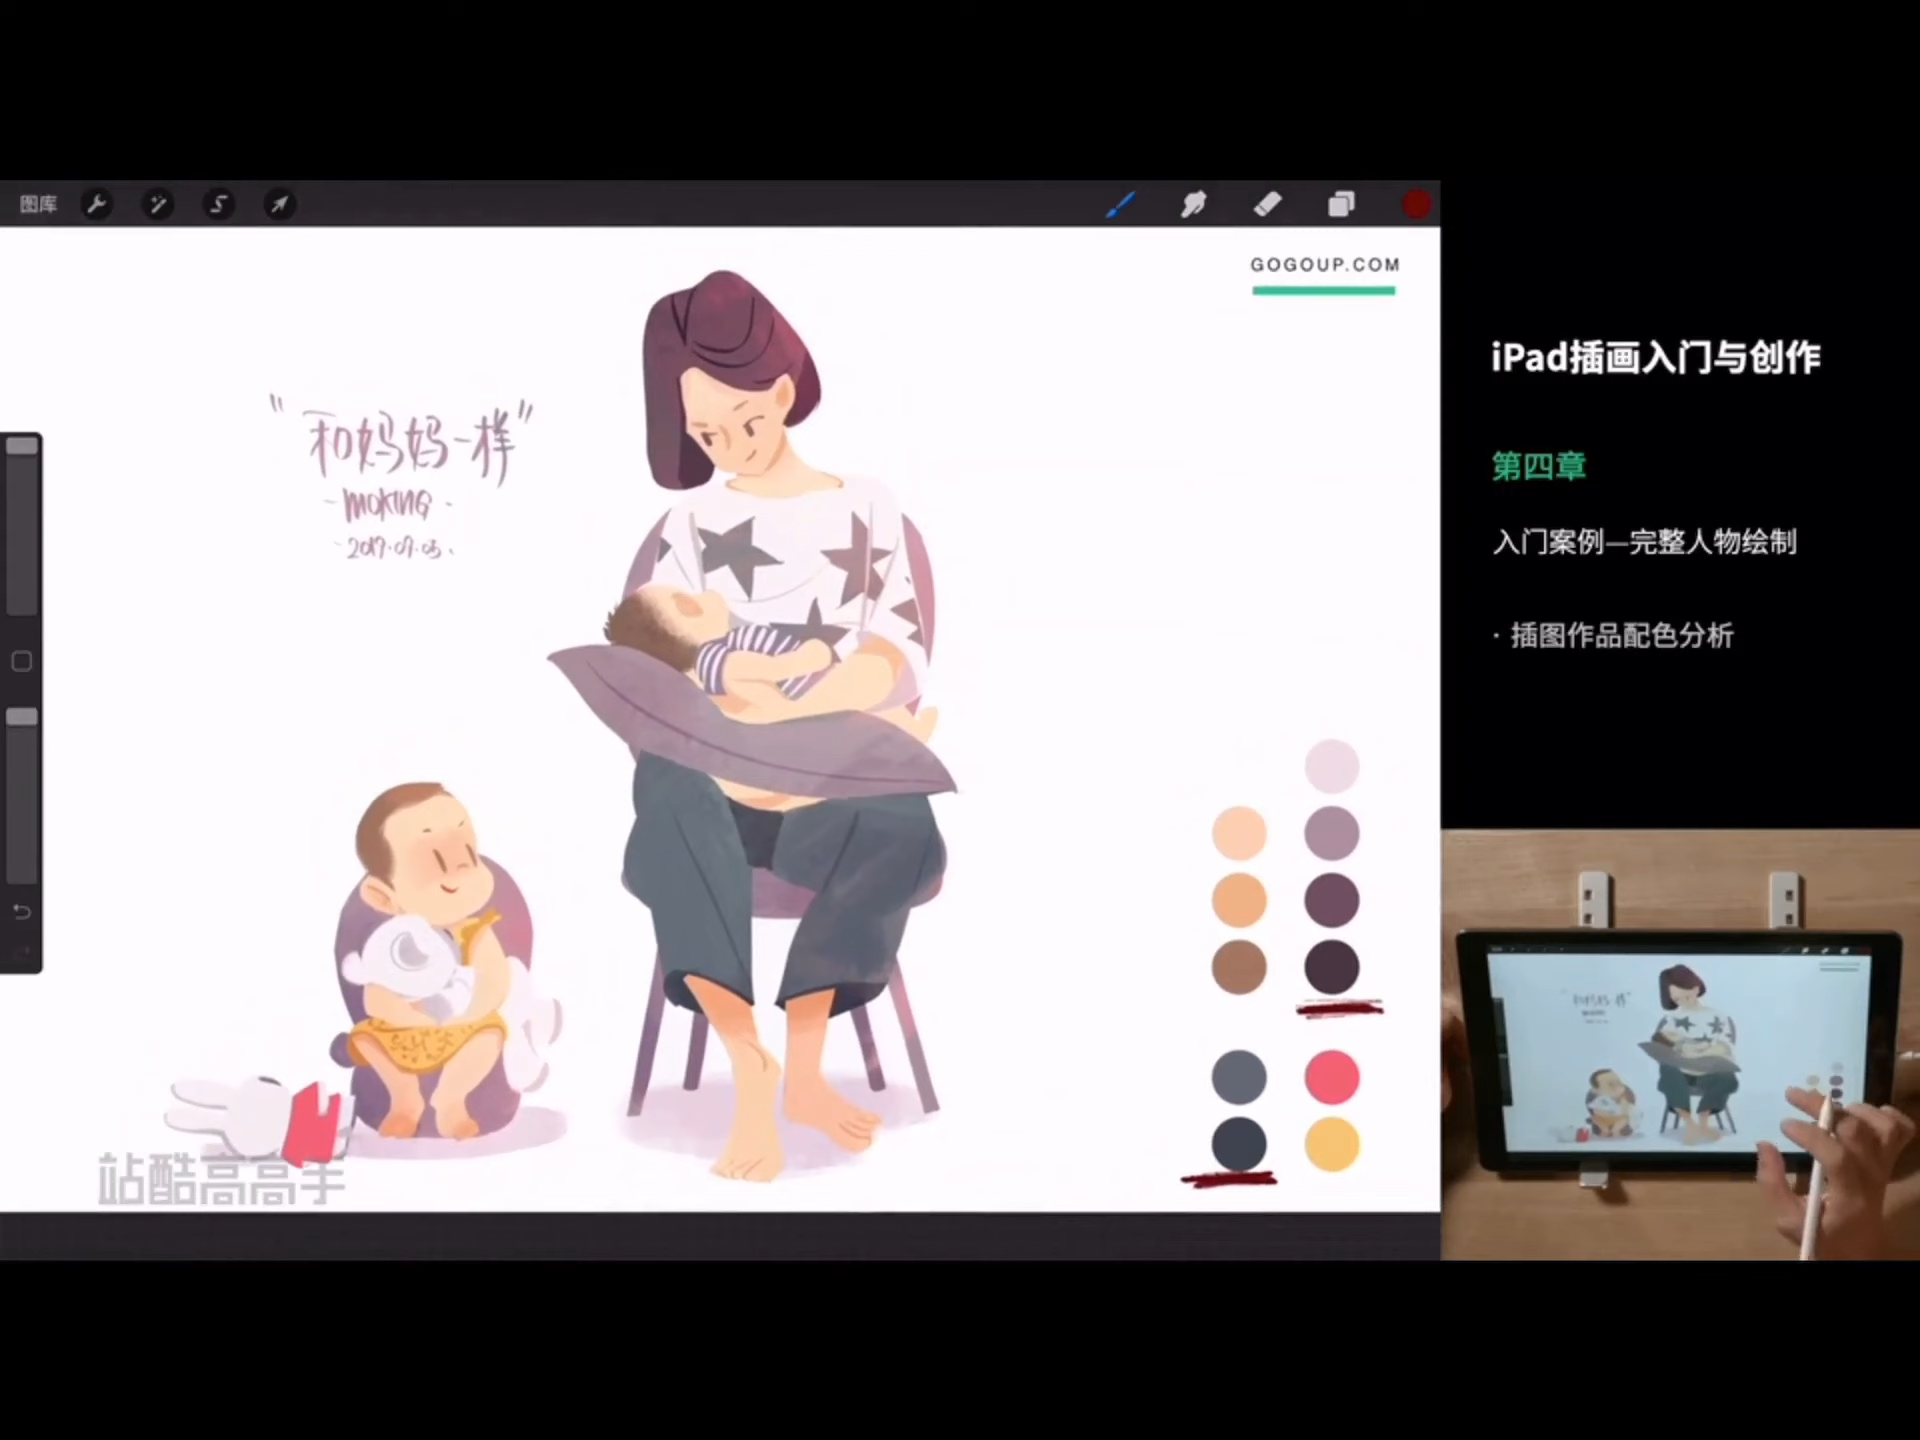 图库
GOGOUP.COM
"和妈妈一样"
- MOKING -
- 2017.09.05.
站酷高高手
iPad插画入门与创作
第四章
入门案例—完整人物绘制
· 插图作品配色分析